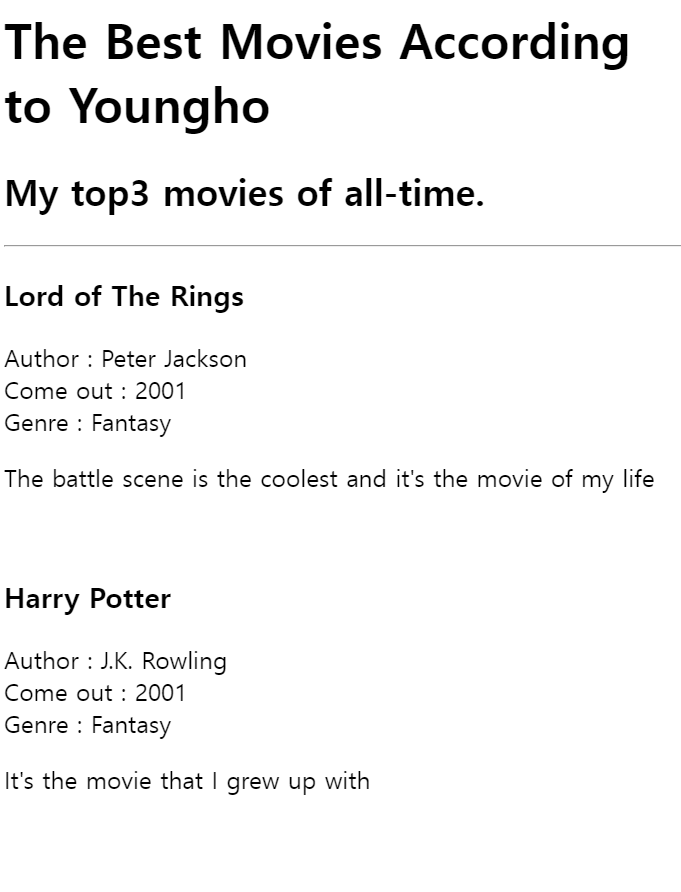 The Best Movies According
to Youngho
My top3 movies of all-time.
Lord of The Rings
Author : Peter Jackson
Come out : 2001
Genre : Fantasy
The battle scene is the coolest and it's the movie of my life
Harry Potter
Author : J.K. Rowling
Come out : 2001
Genre : Fantasy
It's the movie that I grew up with